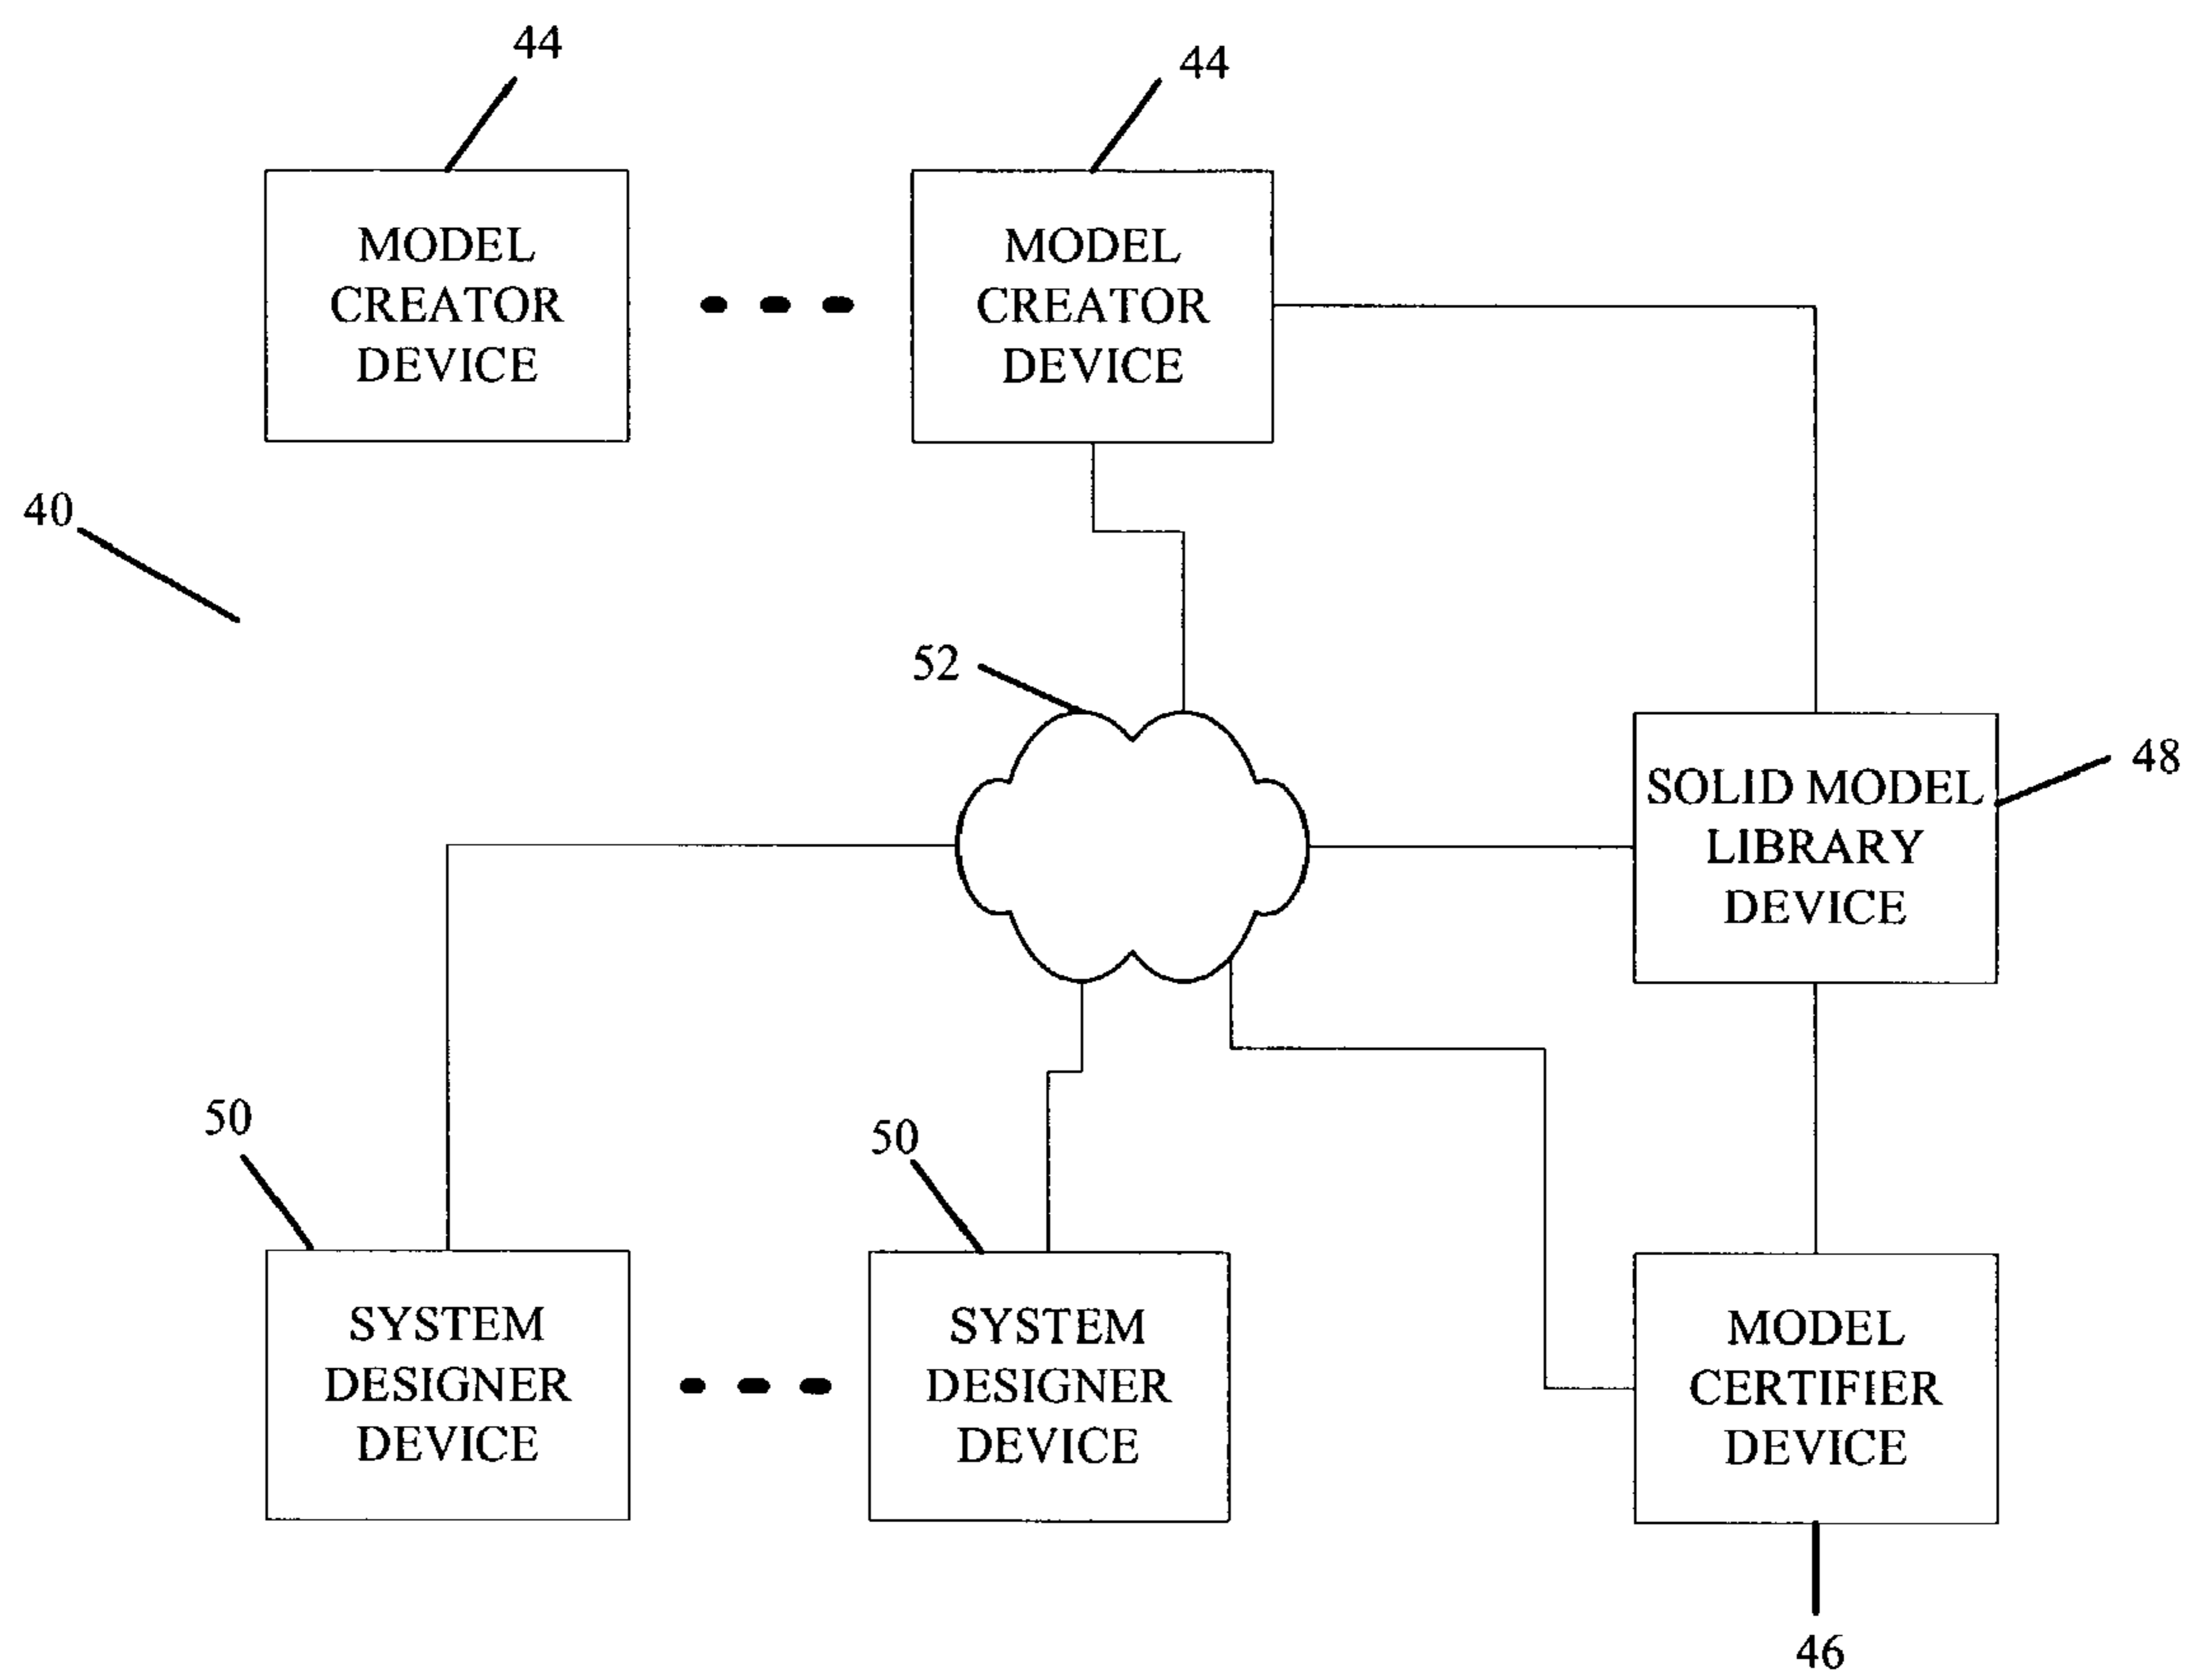 44
44
MODEL
CREATOR
DEVICE
MODEL
CREATOR
DEVICE
40
52
48
SOLID MODEL
LIBRARY
DEVICE
50
50
SYSTEM
DESIGNER
DEVICE
SYSTEM
DESIGNER
DEVICE
MODEL
CERTIFIER
DEVICE
46